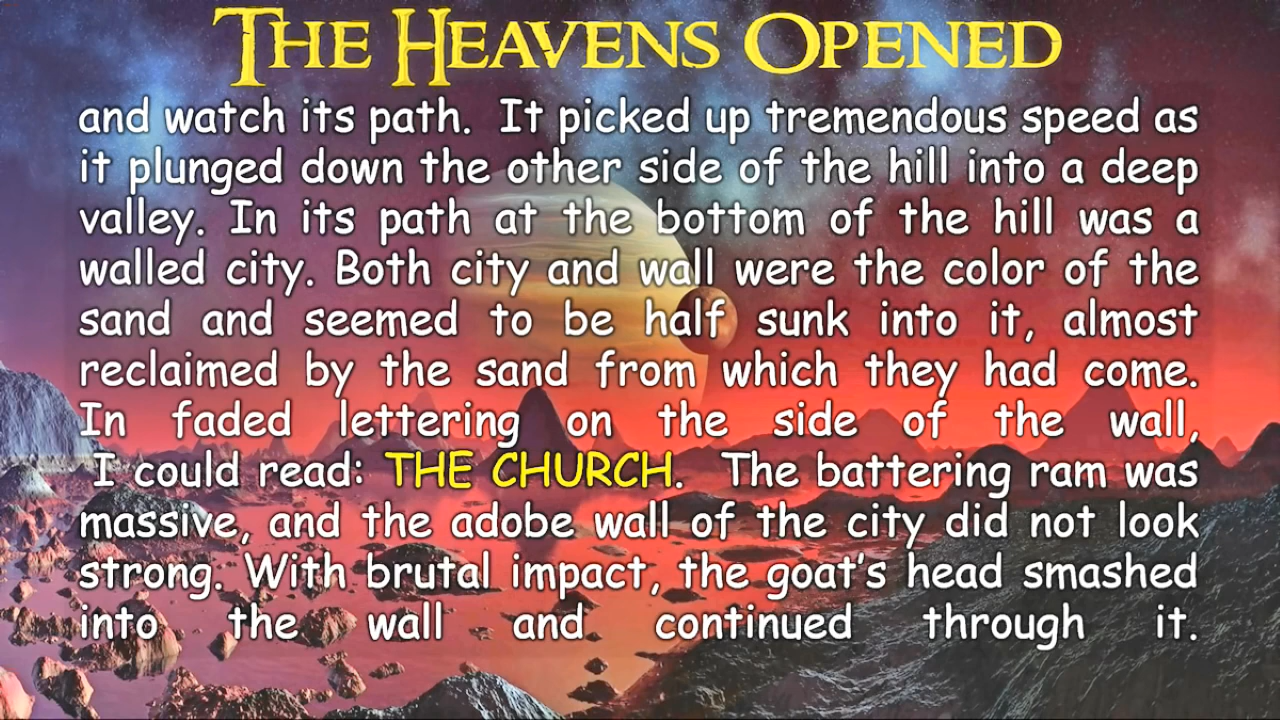 THE HEAVENS OPENED
and watch its path. It picked up tremendous speed as
it plunged down the other side of the hill into a deep
valley. In its path at the bottom of the hill was a
walled city. Both city and wall were the color of the
sand and seemed to be half sunk into it, almost
reclaimed by the sand from which they had come.
In faded lettering on the side of the wall,
I could read: THE CHURCH. The battering ram was
massive, and the adobe wall of the city did not look
strong. With brutal impact, the goat's head smashed
into the wall and continued through it.